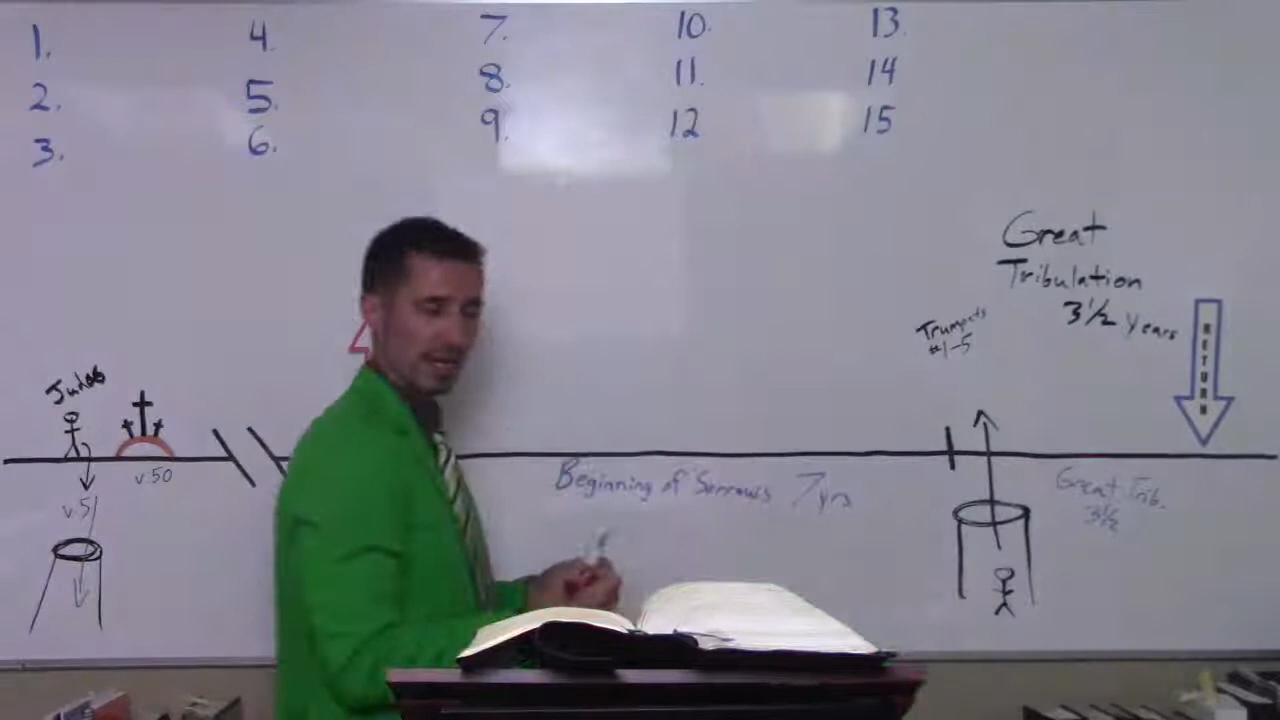 1.
2.
3.
4.
5.
6.
7.
8.
9.
10.
11.
12
13.
14
15
Great
Tribulation
3½ Years
Trumpets
#1-5
RETURN
Judas
v.50
v.51
Beginning of Sorrows 7yrs
Great Trib.
3½